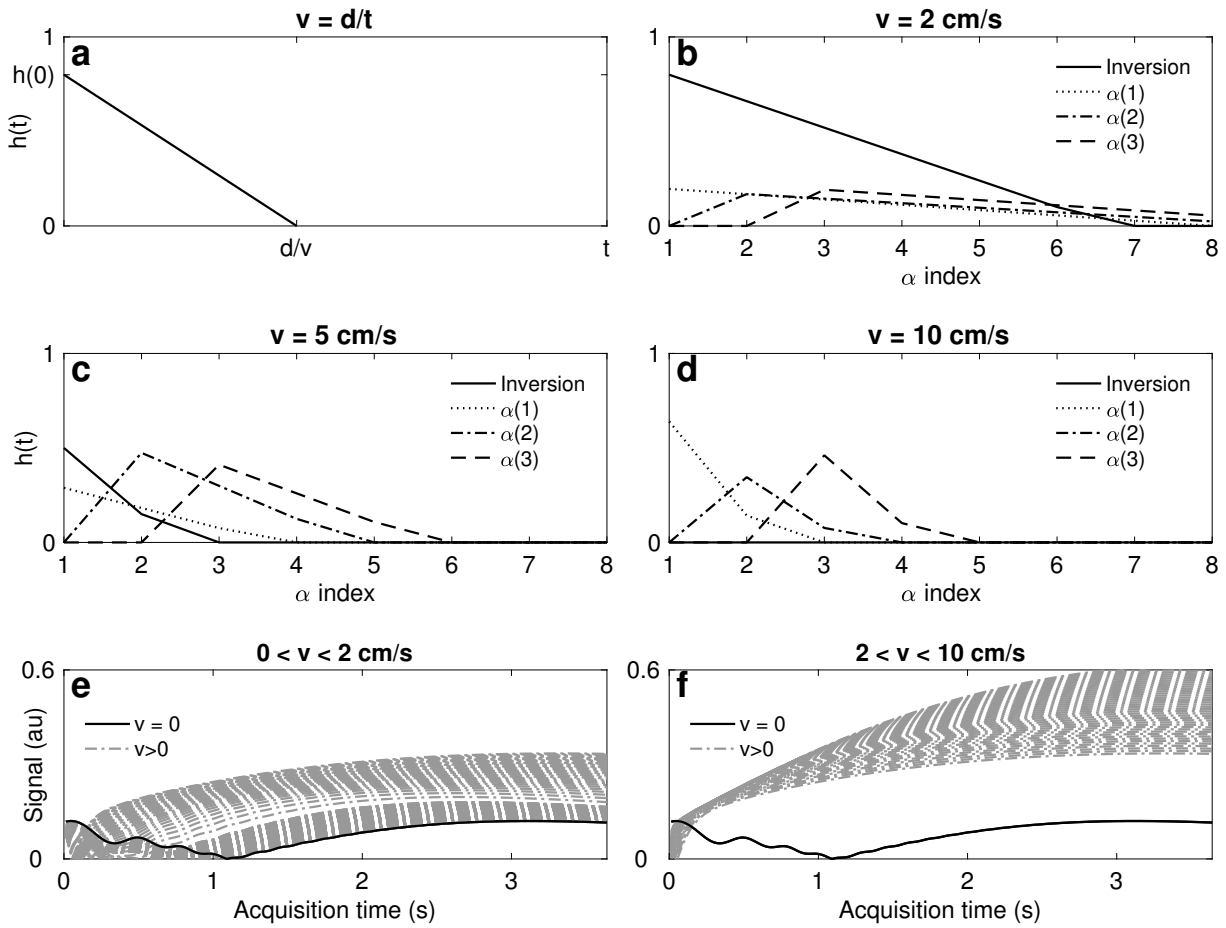 v = d/t
a
1
h(0)
h(t)
0
d/v
t
v = 2 cm/s
b
1
0
Inversion
α(1)
α(2)
α(3)
1 2 3 4 5 6 7 8
α index
v = 5 cm/s
c
1
h(t)
0
Inversion
α(1)
α(2)
α(3)
1 2 3 4 5 6 7 8
α index
v = 10 cm/s
d
1
0
Inversion
α(1)
α(2)
α(3)
1 2 3 4 5 6 7 8
α index
0 < v < 2 cm/s
e
0.6
Signal (au)
0
v = 0
v>0
0 1 2 3
Acquisition time (s)
2 < v < 10 cm/s
f
0.6
0
v = 0
v>0
0 1 2 3
Acquisition time (s)